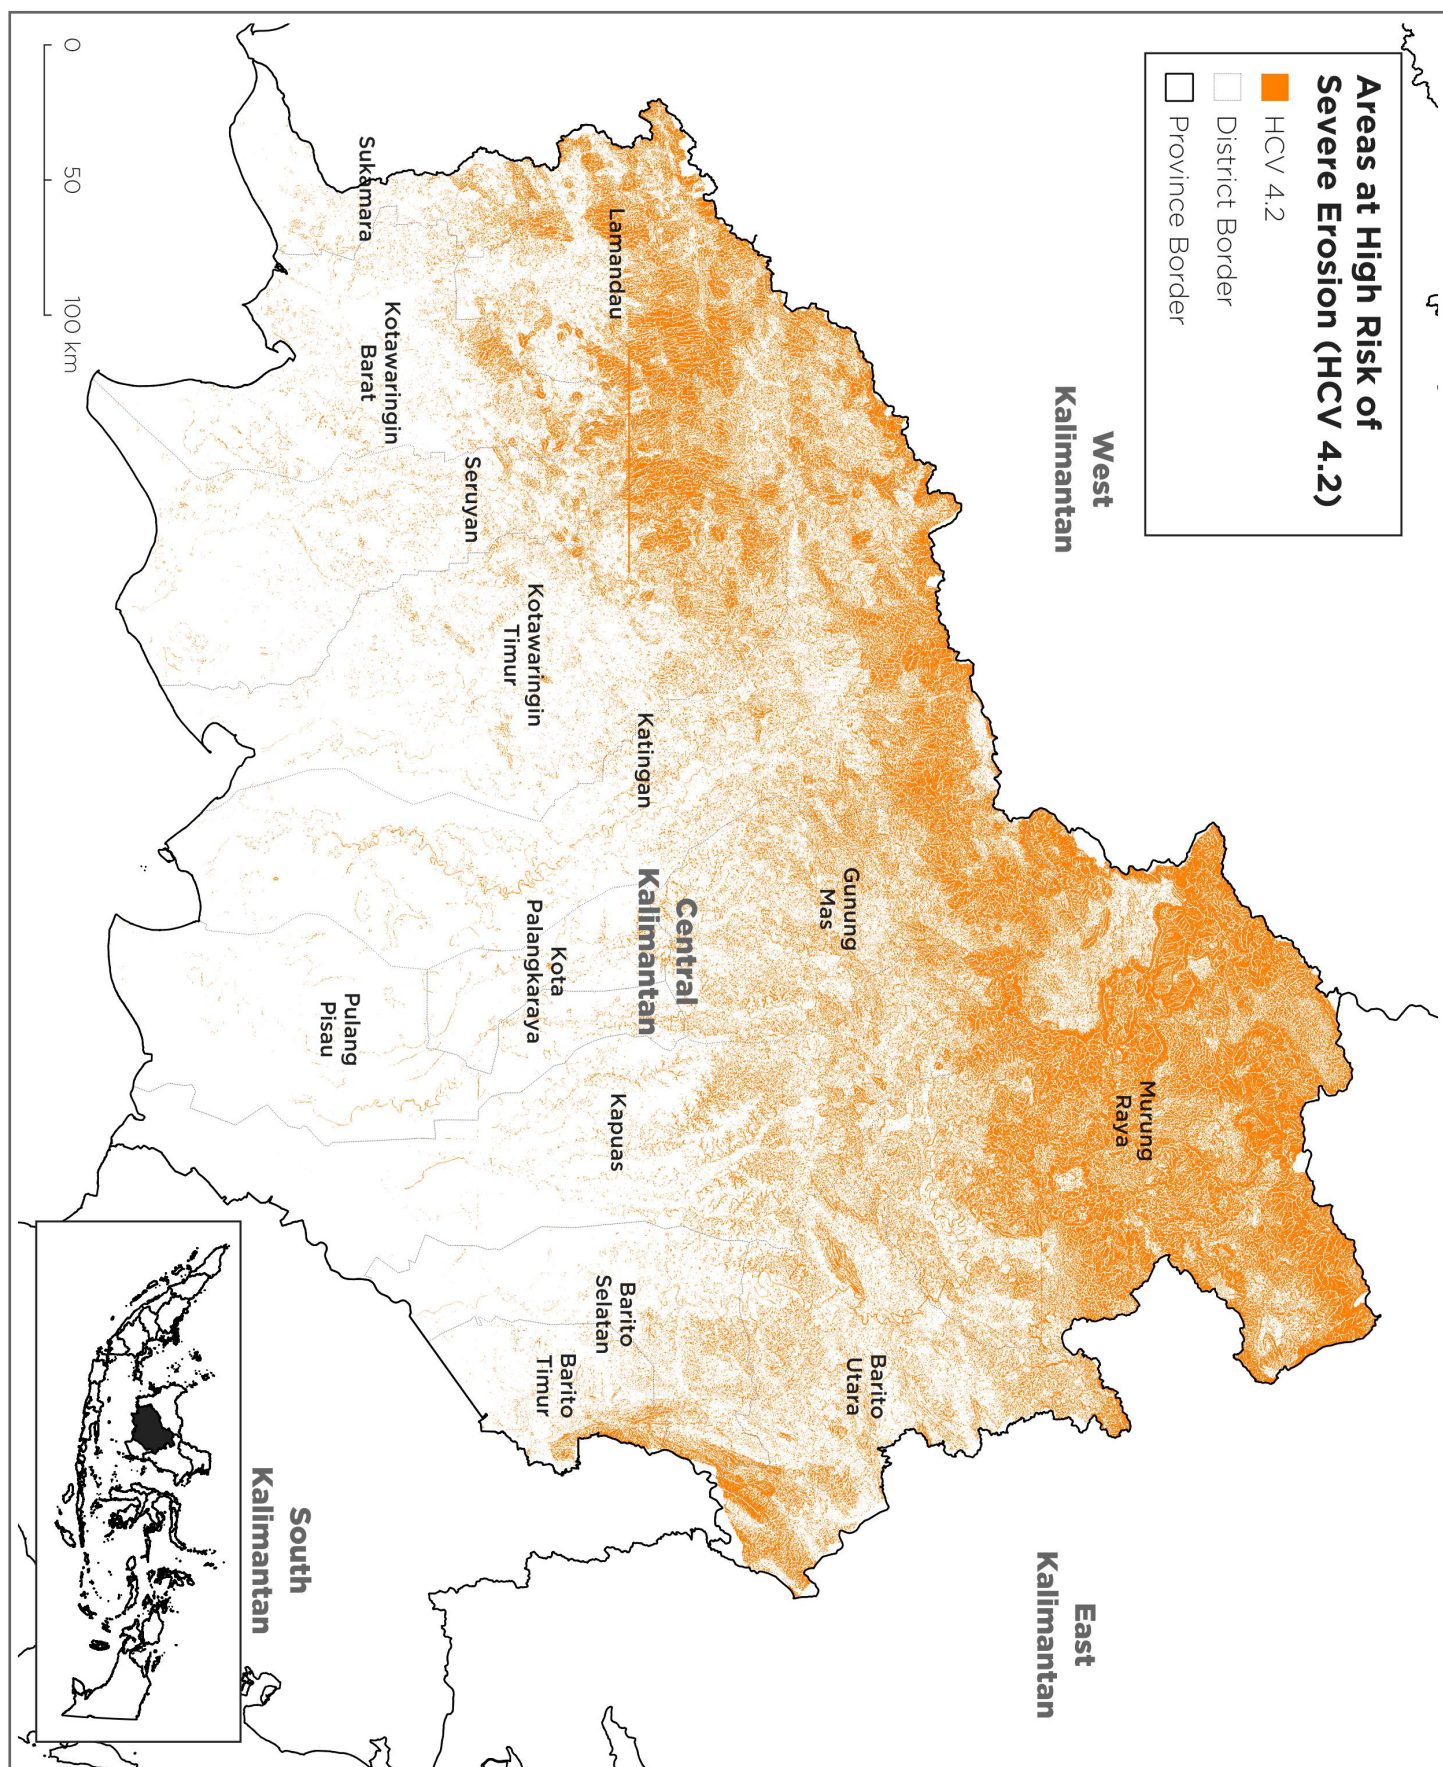 Areas at High Risk of
Severe Erosion (HCV 4.2)
HCV 4.2
District Border
Province Border
West
Kalimantan
East
Kalimantan
Murung
Raya
Gunung
Mas
Barito
Utara
Central
Kalimantan
Lamandau
Katingan
Kapuas
Barito
Selatan
Kotawaringin
Timur
Kota
Palangkaraya
Barito
Timur
Seruyan
Sukamara
Kotawaringin
Barat
Pulang
Pisau
South
Kalimantan
0
50
100 km